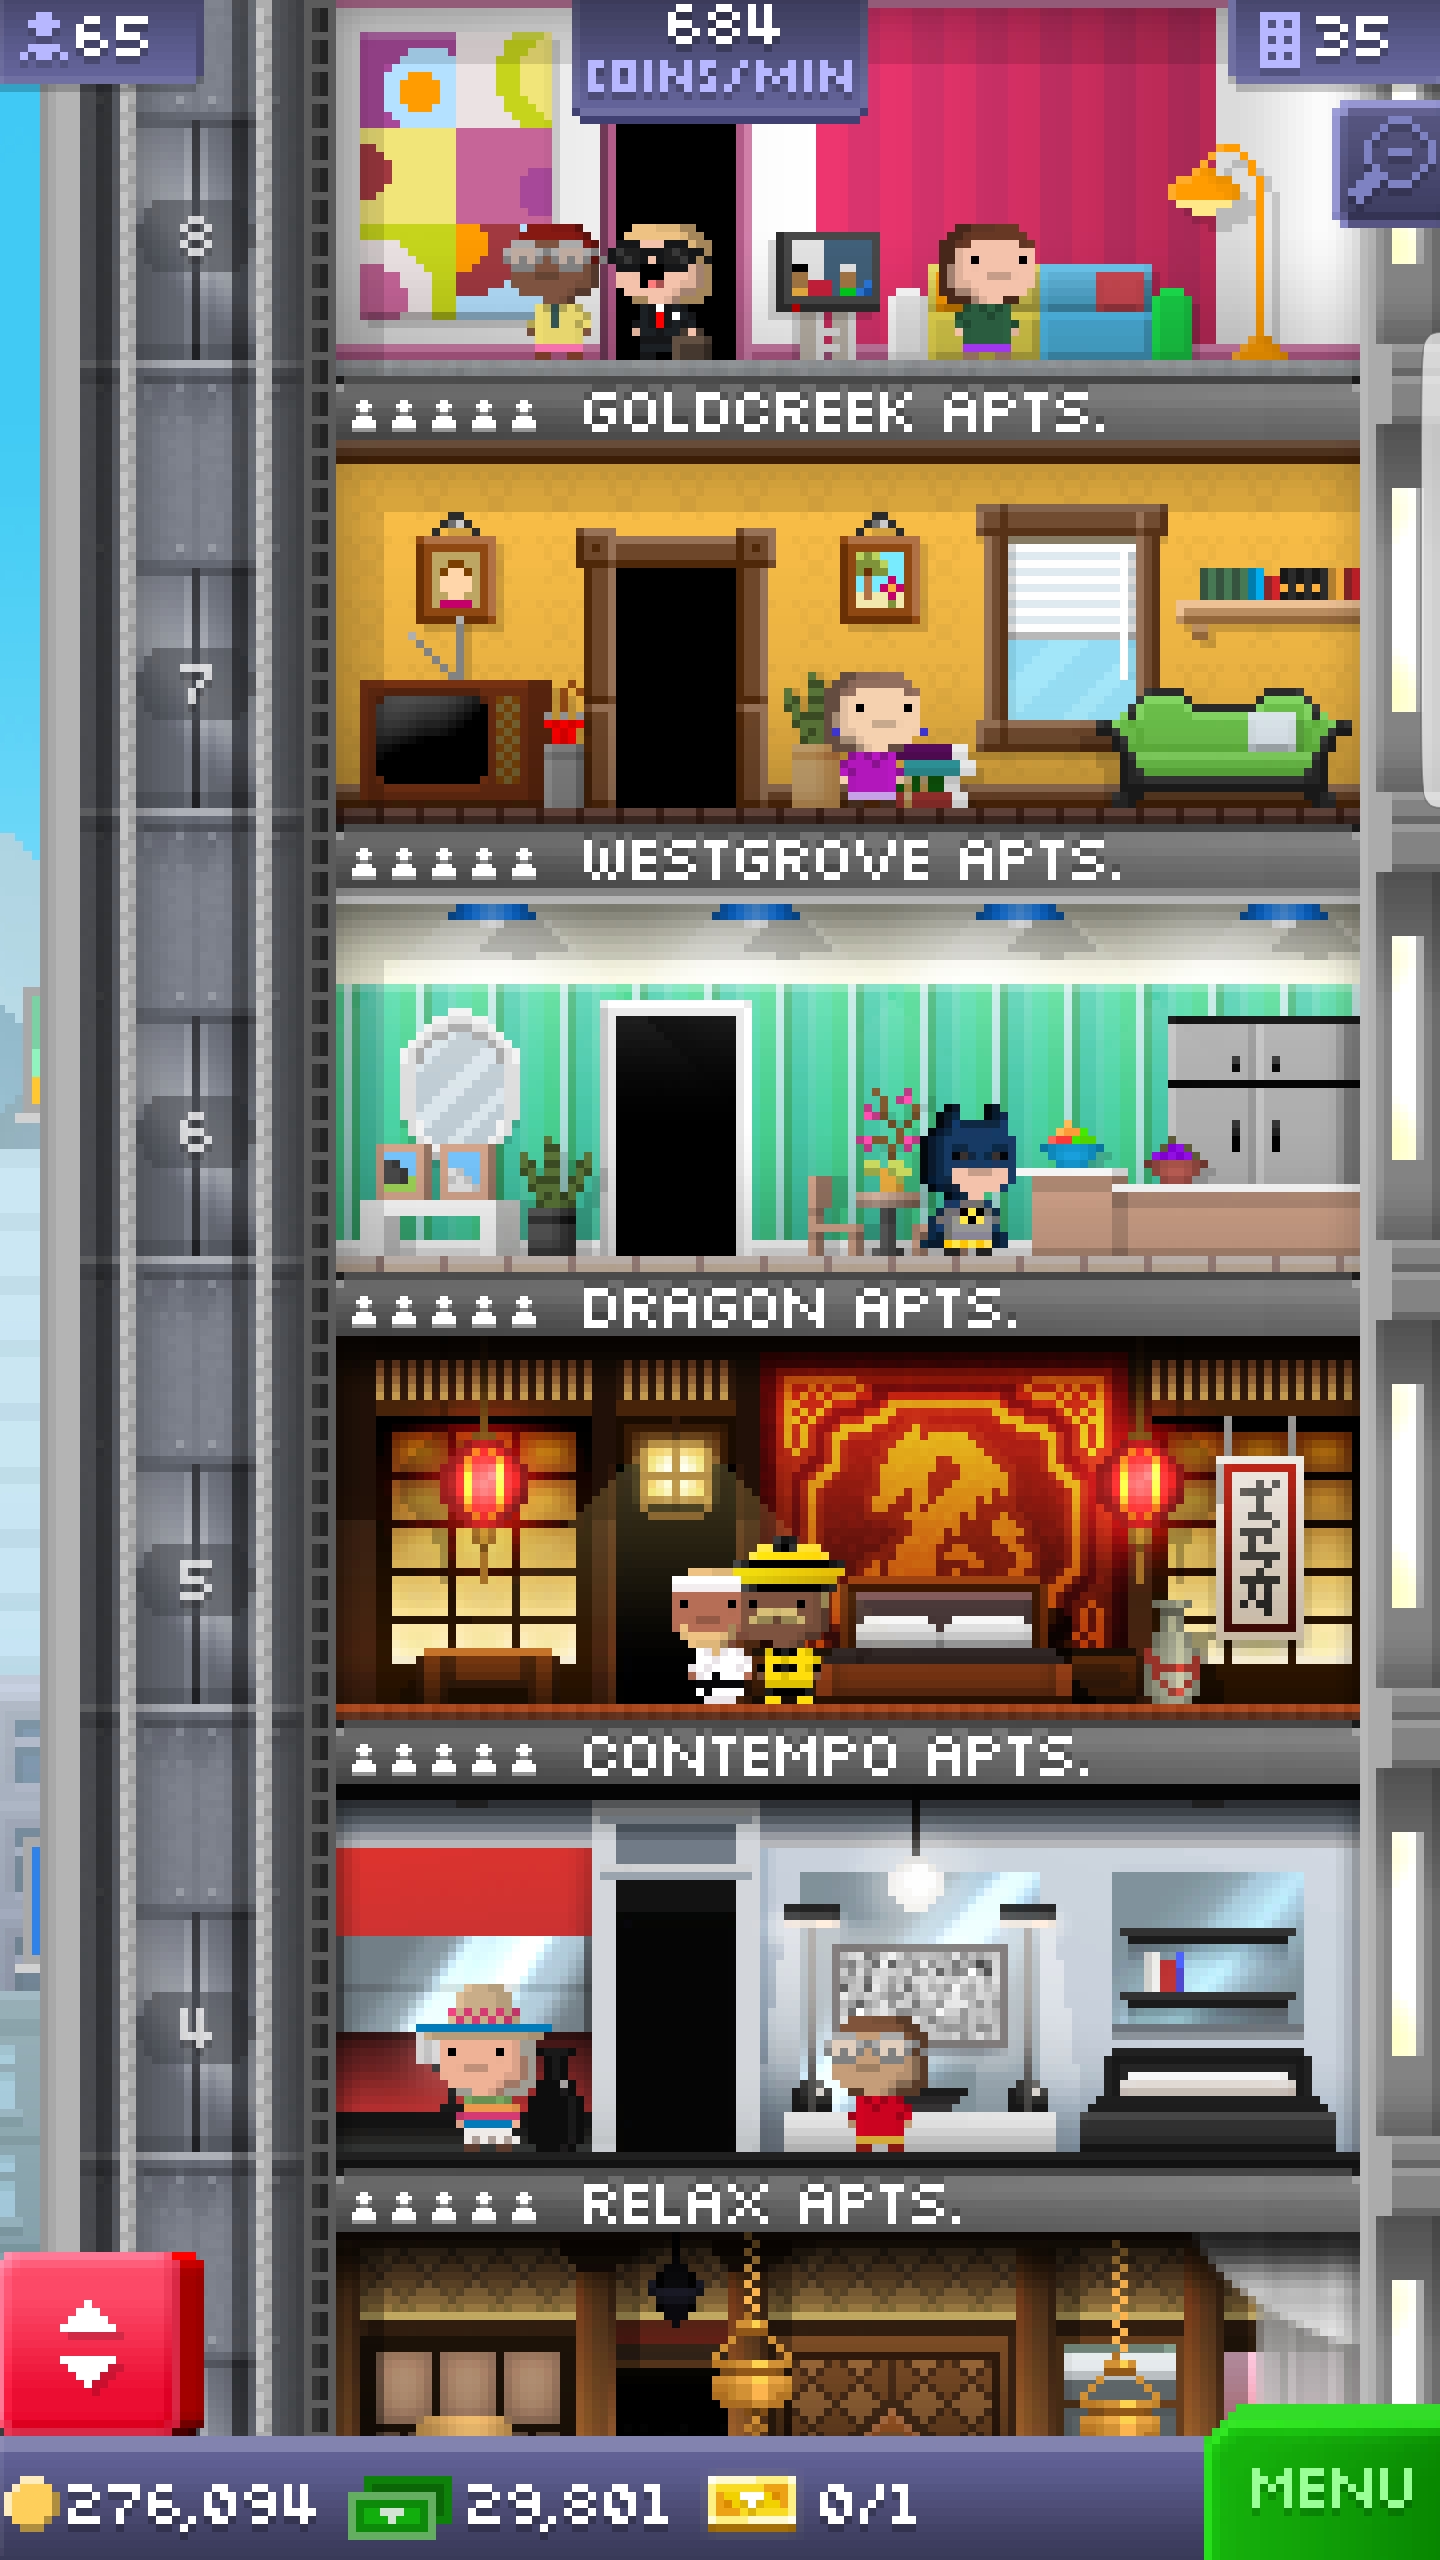 65
684
COINS/MIN
35
8
GOLDCREEK APTS.
7
WESTGROVE APTS.
6
DRAGON APTS.
5
CONTEMPO APTS.
4
RELAX APTS.
276,094
29,801
0/1
MENU